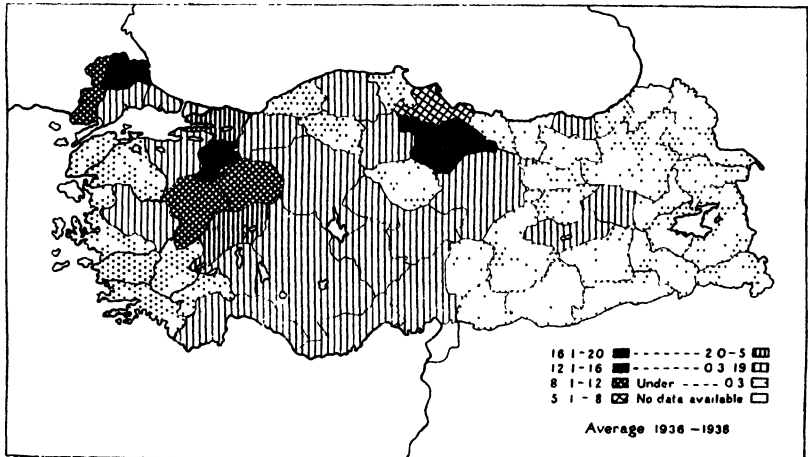 16 1-20 ------- 2 0-5
12 1-16 ------- 0 3 19
8 1-12 Under ---- 0 3
5 1-8 No data available
Average 1936-1938